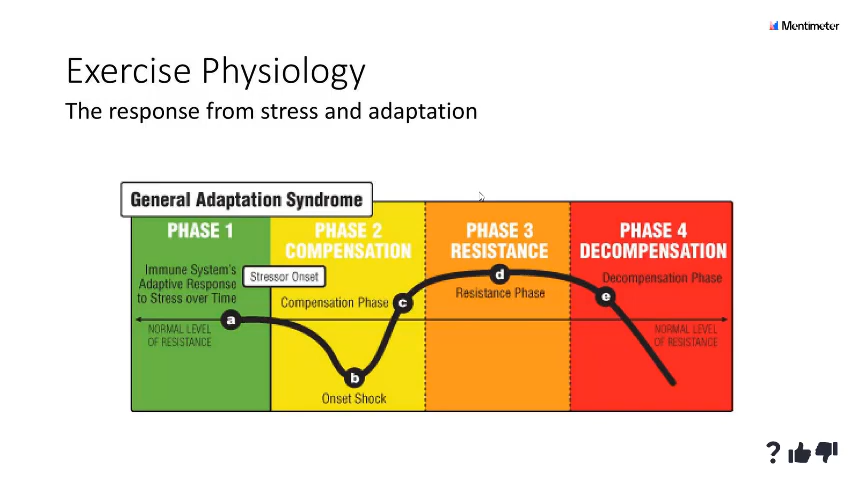 Mentimeter
Exercise Physiology
The response from stress and adaptation
General Adaptation Syndrome
PHASE 1
Immune System's
Adaptive Response
to Stress over Time
a
NORMAL LEVEL
OF RESISTANCE
Stressor Onset
PHASE 2
COMPENSATION
Compensation Phase
c
b
Onset Shock
PHASE 3
RESISTANCE
d
Resistance Phase
PHASE 4
DECOMPENSATION
Decompensation Phase
e
NORMAL LEVEL
OF RESISTANCE
?